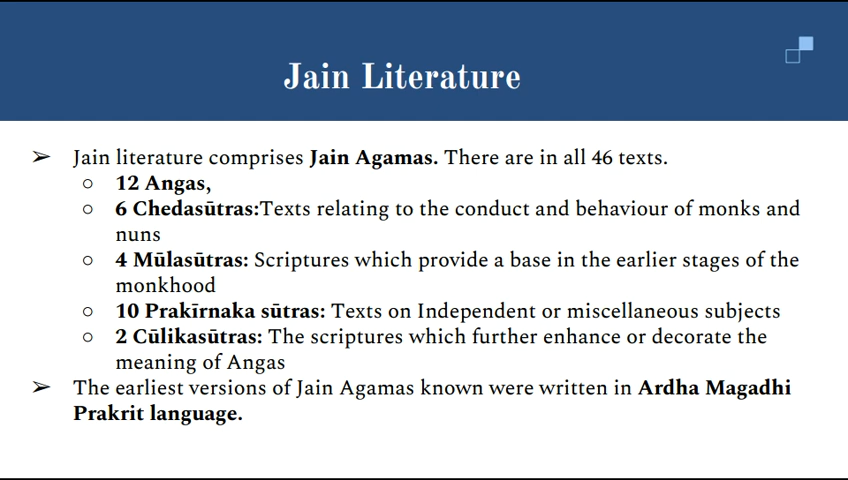 Jain Literature
➢ Jain literature comprises Jain Agamas. There are in all 46 texts.
○ 12 Angas,
○ 6 Chedasūtras:Texts relating to the conduct and behaviour of monks and
nuns
○ 4 Mūlasūtras: Scriptures which provide a base in the earlier stages of the
monkhood
○ 10 Prakīrnaka sūtras: Texts on Independent or miscellaneous subjects
○ 2 Cūlikasūtras: The scriptures which further enhance or decorate the
meaning of Angas
➢ The earliest versions of Jain Agamas known were written in Ardha Magadhi
Prakrit language.